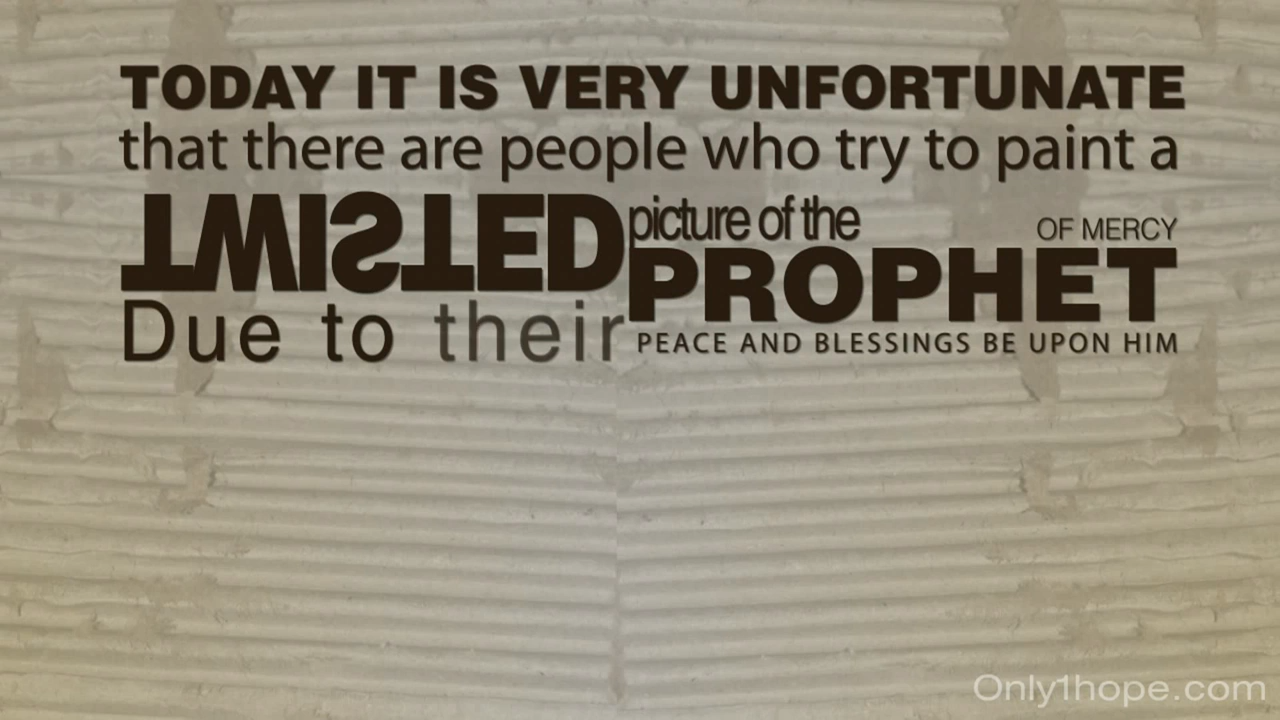 TODAY IT IS VERY UNFORTUNATE
that there are people who try to paint a
TWISTED
picture of the
PROPHET
OF MERCY
PEACE AND BLESSINGS BE UPON HIM
Due to their
Only1hope.com